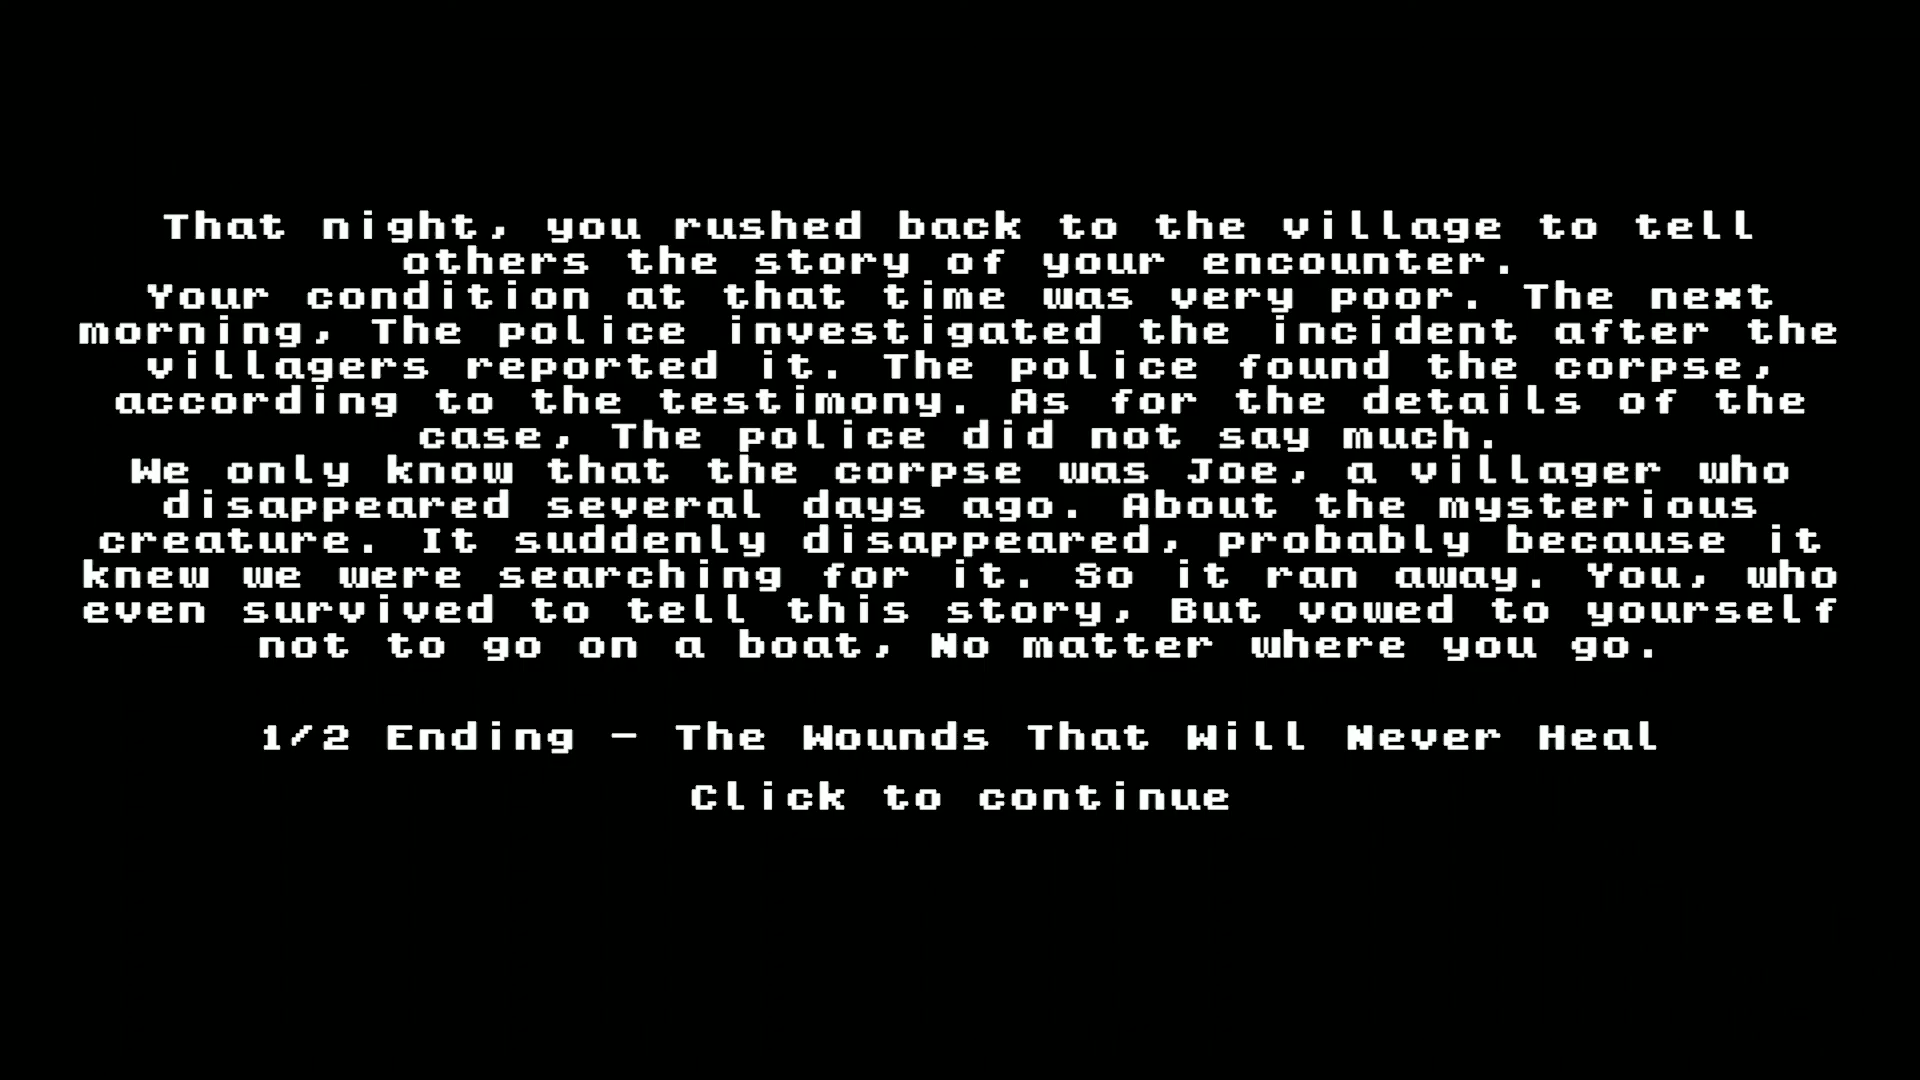 That night, you rushed back to the village to tell
others the story of your encounter.
Your condition at that time was very poor. The next
morning, The police investigated the incident after the
villagers reported it. The police found the corpse,
according to the testimony. As for the details of the
case, The police did not say much.
We only know that the corpse was Joe, a villager who
disappeared several days ago. About the mysterious
creature. It suddenly disappeared, probably because it
knew we were searching for it. So it ran away. You, who
even survived to tell this story, But vowed to yourself
not to go on a boat, No matter where you go.
1/2 Ending - The Wounds That Will Never Heal
Click to continue